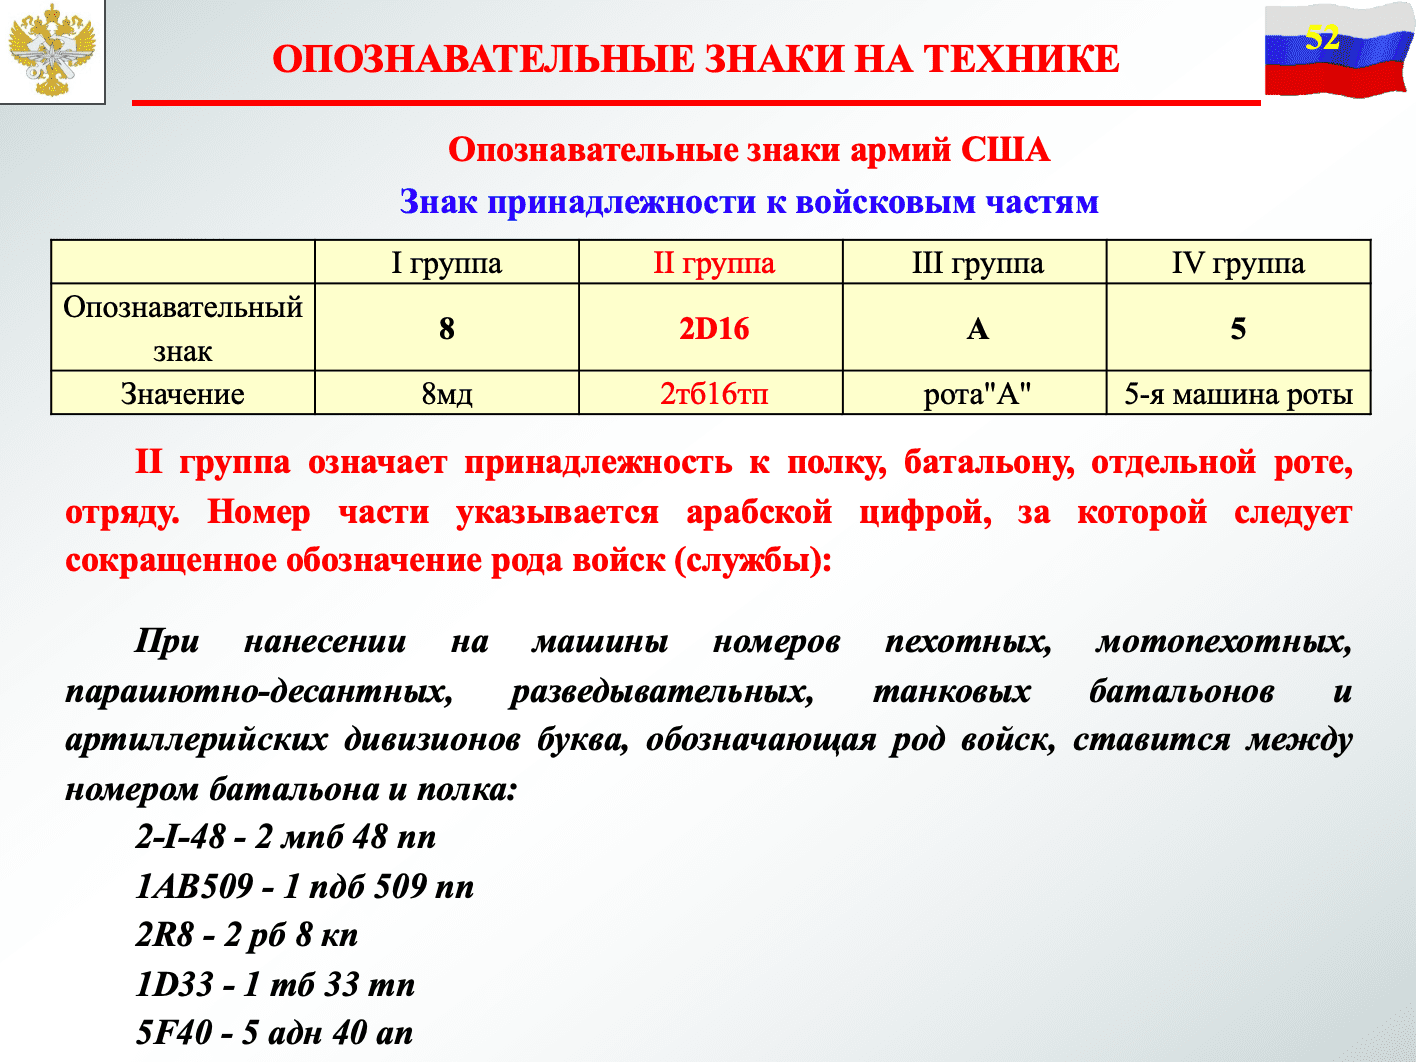 52
ОПОЗНАВАТЕЛЬНЫЕ ЗНАКИ НА ТЕХНИКЕ
Опознавательные знаки армий США
Знак принадлежности к войсковым частям
I группа II группа III группа IV группа
Опознавательный
знак
8 2D16 A 5
Значение 8мд 2тб16тп рота"А" 5-я машина роты
II группа означает принадлежность к полку, батальону, отдельной роте,
отряду. Номер части указывается арабской цифрой, за которой следует
сокращенное обозначение рода войск (службы):
При нанесении на машины номеров пехотных, мотопехотных,
парашютно-десантных, разведывательных, танковых батальонов и
артиллерийских дивизионов буква, обозначающая род войск, ставится между
номером батальона и полка:
2-I-48 - 2 мпб 48 пп
1AB509 - 1 пдб 509 пп
2R8 - 2 рб 8 кп
1D33 - 1 тб 33 тп
5F40 - 5 адн 40 ап